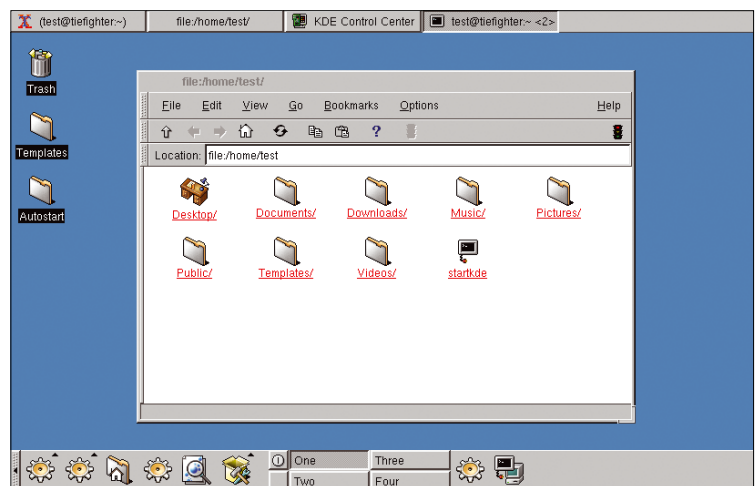 (test@tiefighter:~)
file:/home/test/
KDE Control Center
test@tiefighter:~ <2>
Trash
Templates
Autostart
file:/home/test/
File Edit View Go Bookmarks Options Help
Location: file:/home/test
Desktop/ Documents/ Downloads/ Music/ Pictures/
Public/ Templates/ Videos/ startkde
One Three
Two Four